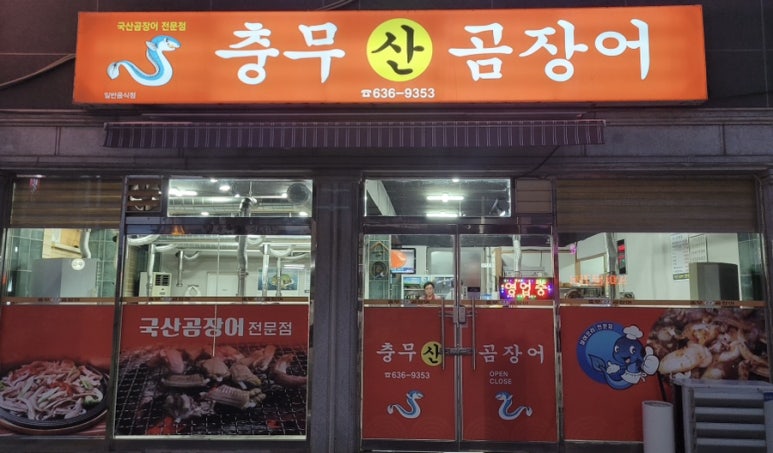 국산곰장어 전문점
충무 산 곰장어
일반음식점
☎636-9353
영업중
국산곰장어 전문점
충무 산 곰장어
☎636-9353
OPEN
CLOSE